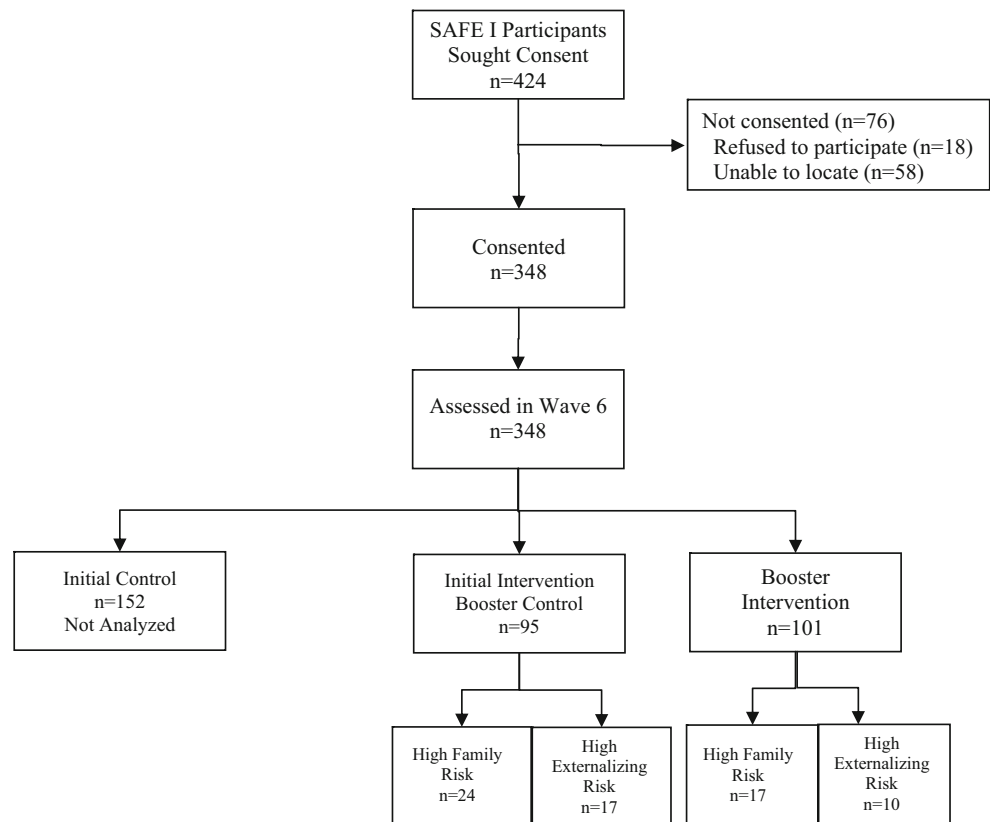 SAFE I Participants
Sought Consent
n=424
Not consented (n=76)
Refused to participate (n=18)
Unable to locate (n=58)
Consented
n=348
Assessed in Wave 6
n=348
Initial Control
n=152
Not Analyzed
Initial Intervention
Booster Control
n=95
Booster
Intervention
n=101
High Family
Risk
n=24
High
Externalizing
Risk
n=17
High Family
Risk
n=17
High
Externalizing
Risk
n=10